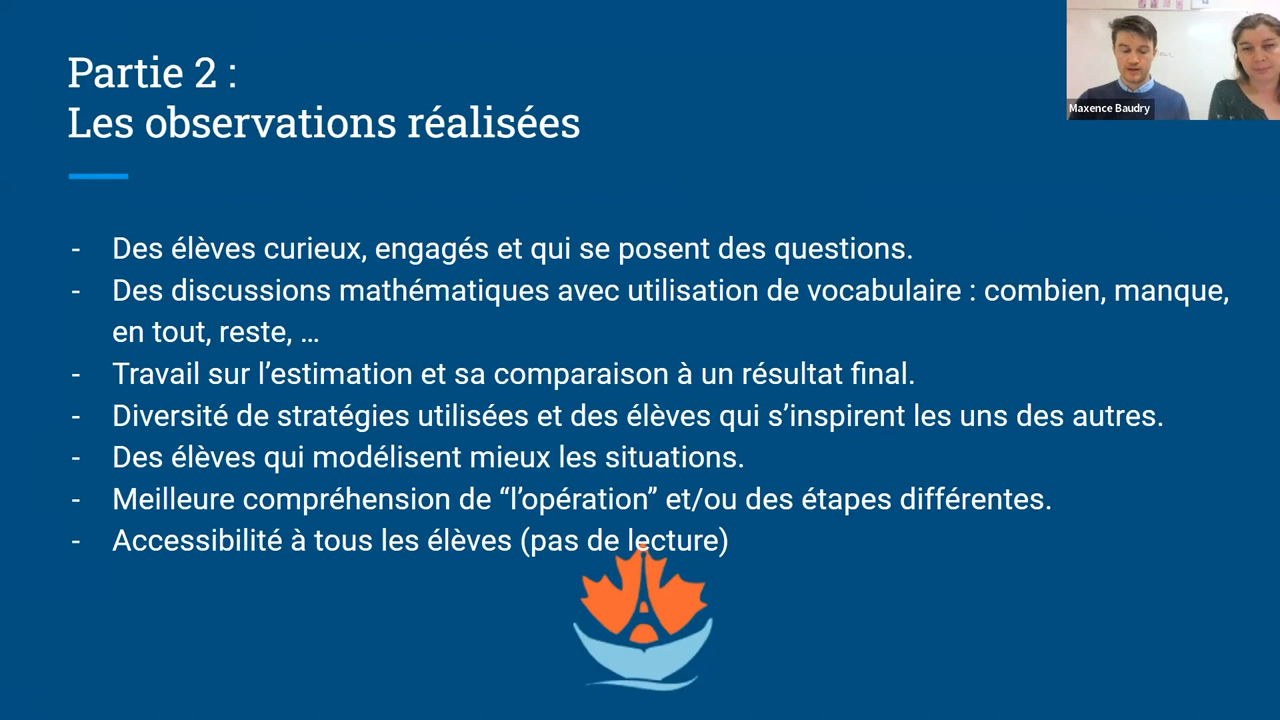 Partie 2 :
Les observations réalisées
Maxence Baudry
- Des élèves curieux, engagés et qui se posent des questions.
- Des discussions mathématiques avec utilisation de vocabulaire : combien, manque,
en tout, reste, …
- Travail sur l’estimation et sa comparaison à un résultat final.
- Diversité de stratégies utilisées et des élèves qui s’inspirent les uns des autres.
- Des élèves qui modélisent mieux les situations.
- Meilleure compréhension de “l’opération” et/ou des étapes différentes.
- Accessibilité à tous les élèves (pas de lecture)